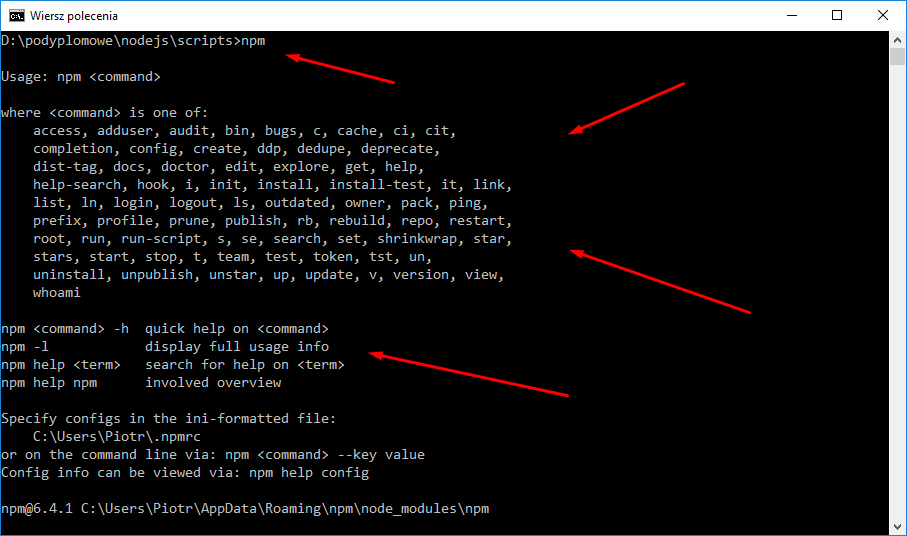 Wiersz polecenia
D:\podyplomowe\nodejs\scripts>npm
Usage: npm <command>
where <command> is one of:
access, adduser, audit, bin, bugs, c, cache, ci, cit,
completion, config, create, ddp, dedupe, deprecate,
dist-tag, docs, doctor, edit, explore, get, help,
help-search, hook, i, init, install, install-test, it, link,
list, ln, login, logout, ls, outdated, owner, pack, ping,
prefix, profile, prune, publish, rb, rebuild, repo, restart,
root, run, run-script, s, se, search, set, shrinkwrap, star,
stars, start, stop, t, team, test, token, tst, un,
uninstall, unpublish, unstar, up, update, v, version, view,
whoami
npm <command> -h  quick help on <command>
npm -l            display full usage info
npm help <term>   search for help on <term>
npm help npm      involved overview
Specify configs in the ini-formatted file:
C:\Users\Piotr\.npmrc
or on the command line via: npm <command> --key value
Config info can be viewed via: npm help config
npm@6.4.1 C:\Users\Piotr\AppData\Roaming\npm\node_modules\npm